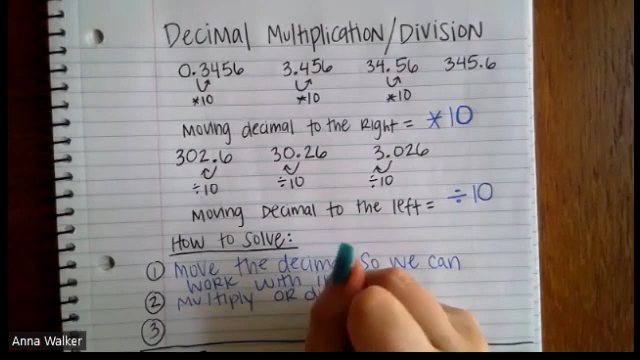 Decimal Multiplication/Division
0.3456 3.456 34.56 345.6
*10 *10 *10
Moving decimal to the Right = *10
302.6 30.26 3.026
÷10 ÷10 ÷10
Moving Decimal to the left = ÷10
How to solve:
① Move the decima so we can
work with
② Multiply OR
③
Anna Walker